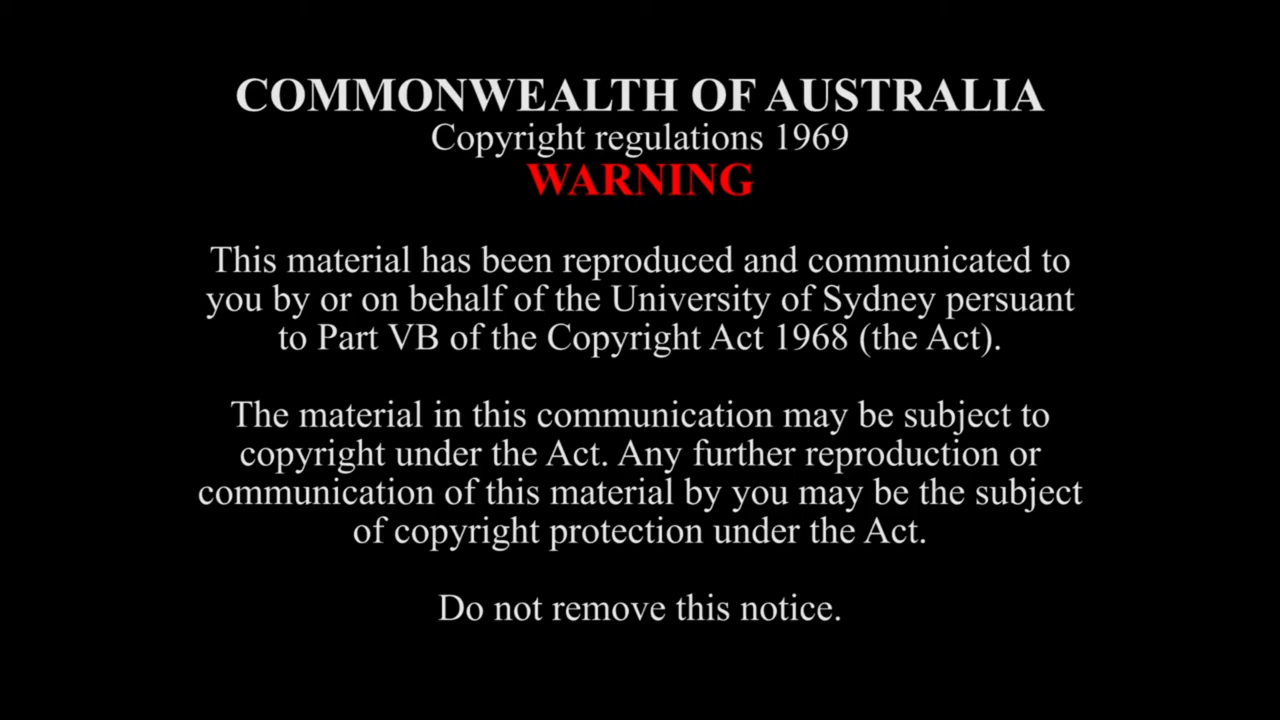 COMMONWEALTH OF AUSTRALIA
Copyright regulations 1969
WARNING
This material has been reproduced and communicated to
you by or on behalf of the University of Sydney persuant
to Part VB of the Copyright Act 1968 (the Act).
The material in this communication may be subject to
copyright under the Act. Any further reproduction or
communication of this material by you may be the subject
of copyright protection under the Act.
Do not remove this notice.